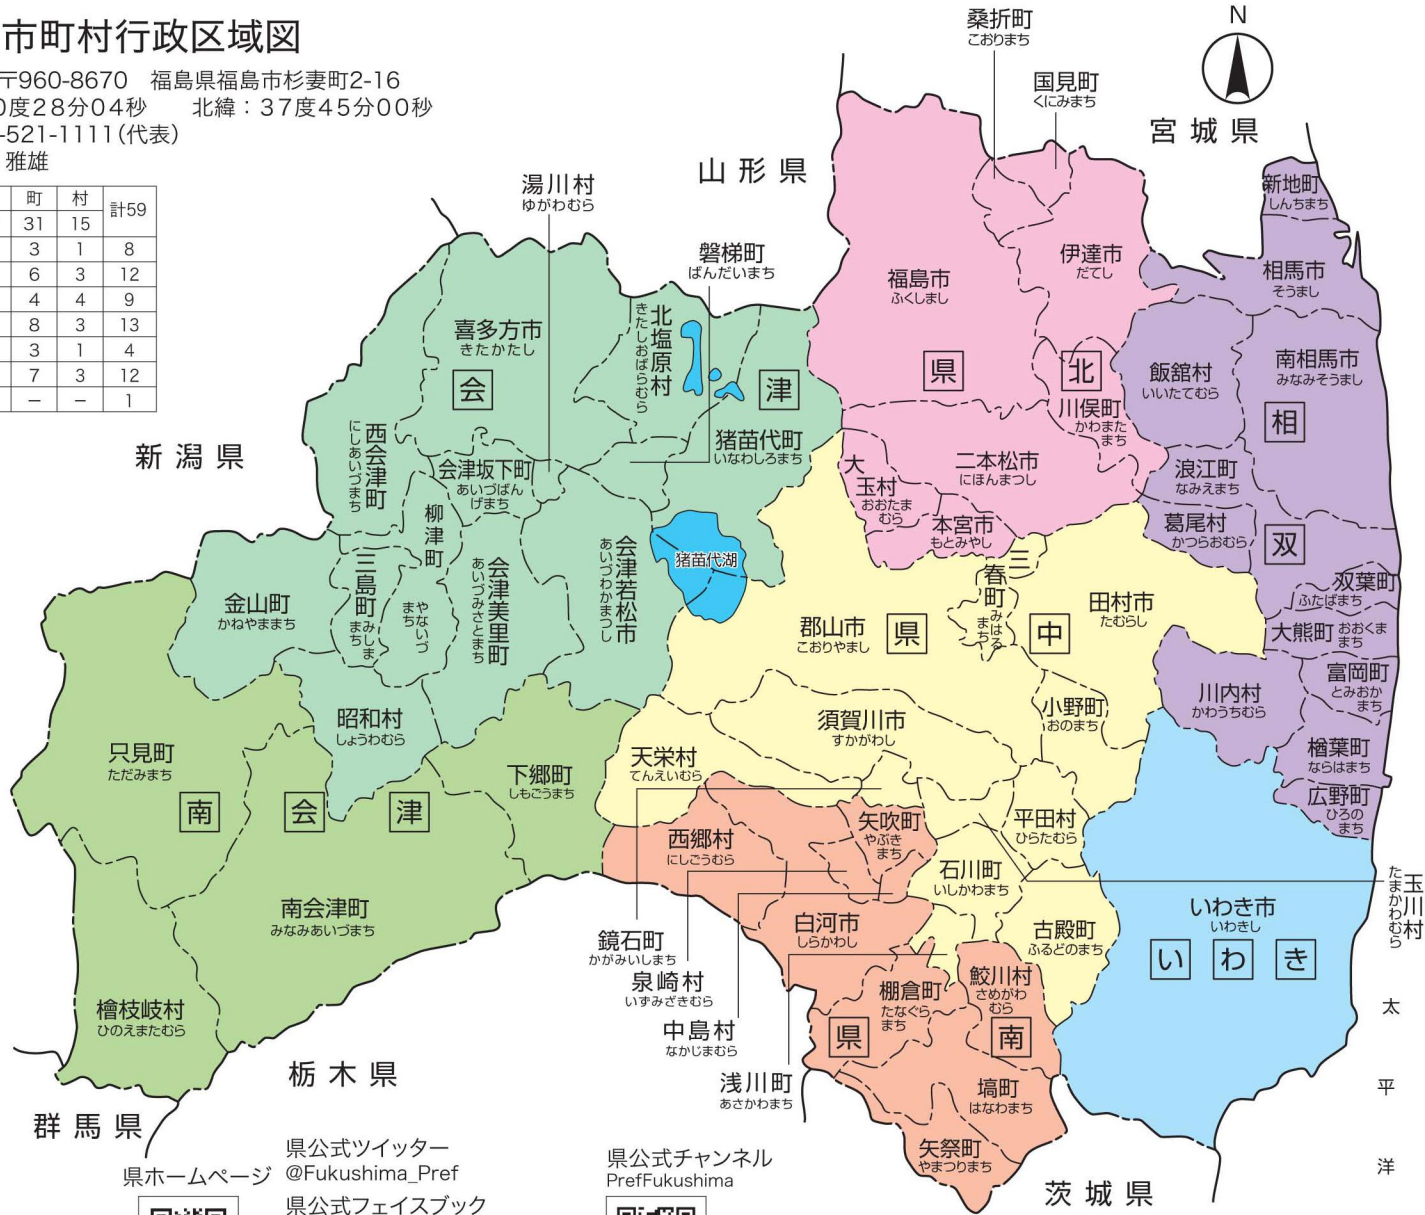 市町村行政区域図
〒960-8670 福島県福島市杉妻町2-16
0度28分04秒 北緯：37度45分00秒
-521-1111(代表)
雅雄
町 村 計59
31 15
3 1 8
6 3 12
4 4 9
8 3 13
3 1 4
7 3 12
− − 1
N
宮城県
山形県
新潟県
群馬県
栃木県
茨城県
太平洋
桑折町
こおりまち
国見町
くにみまち
福島市
ふくしまし
伊達市
だてし
県北
川俣町
かわまた
まち
二本松市
にほんまつし
大玉村
おおたま
むら
本宮市
もとみやし
新地町
しんちまち
相馬市
そうまし
南相馬市
みなみそうまし
飯舘村
いいたてむら
相双
浪江町
なみえまち
葛尾村
かつらおむら
双葉町
ふたばまち
大熊町
おおくま
まち
富岡町
とみおか
まち
川内村
かわうちむら
楢葉町
ならはまち
広野町
ひろの
まち
湯川村
ゆがわむら
磐梯町
ばんだいまち
喜多方市
きたかたし
北塩原村
きたしおばらむら
会津
猪苗代町
いなわしろまち
西会津町
にしあいづまち
会津坂下町
あいづばん
げまち
柳津町
やないづ
まち
三島町
みしま
まち
会津美里町
あいづみさとまち
会津若松市
あいづわかまつし
猪苗代湖
金山町
かねやままち
昭和村
しょうわむら
只見町
ただみまち
下郷町
しもごうまち
南会津
南会津町
みなみあいづまち
檜枝岐村
ひのえまたむら
郡山市
こおりやまし
県中
三春町
みはる
まち
田村市
たむらし
小野町
おのまち
須賀川市
すかがわし
天栄村
てんえいむら
平田村
ひらたむら
石川町
いしかわまち
古殿町
ふるどのまち
玉川村
たまかわむら
鏡石町
かがみいしまち
浅川町
あさかわまち
西郷村
にしごうむら
矢吹町
やぶき
まち
白河市
しらかわし
泉崎村
いずみざきむら
中島村
なかじまむら
棚倉町
たなぐら
まち
鮫川村
さめがわ
むら
県南
塙町
はなわまち
矢祭町
やまつりまち
いわき市
いわきし
いわき
県ホームページ
県公式ツイッター
@Fukushima_Pref
県公式フェイスブック
県公式チャンネル
PrefFukushima